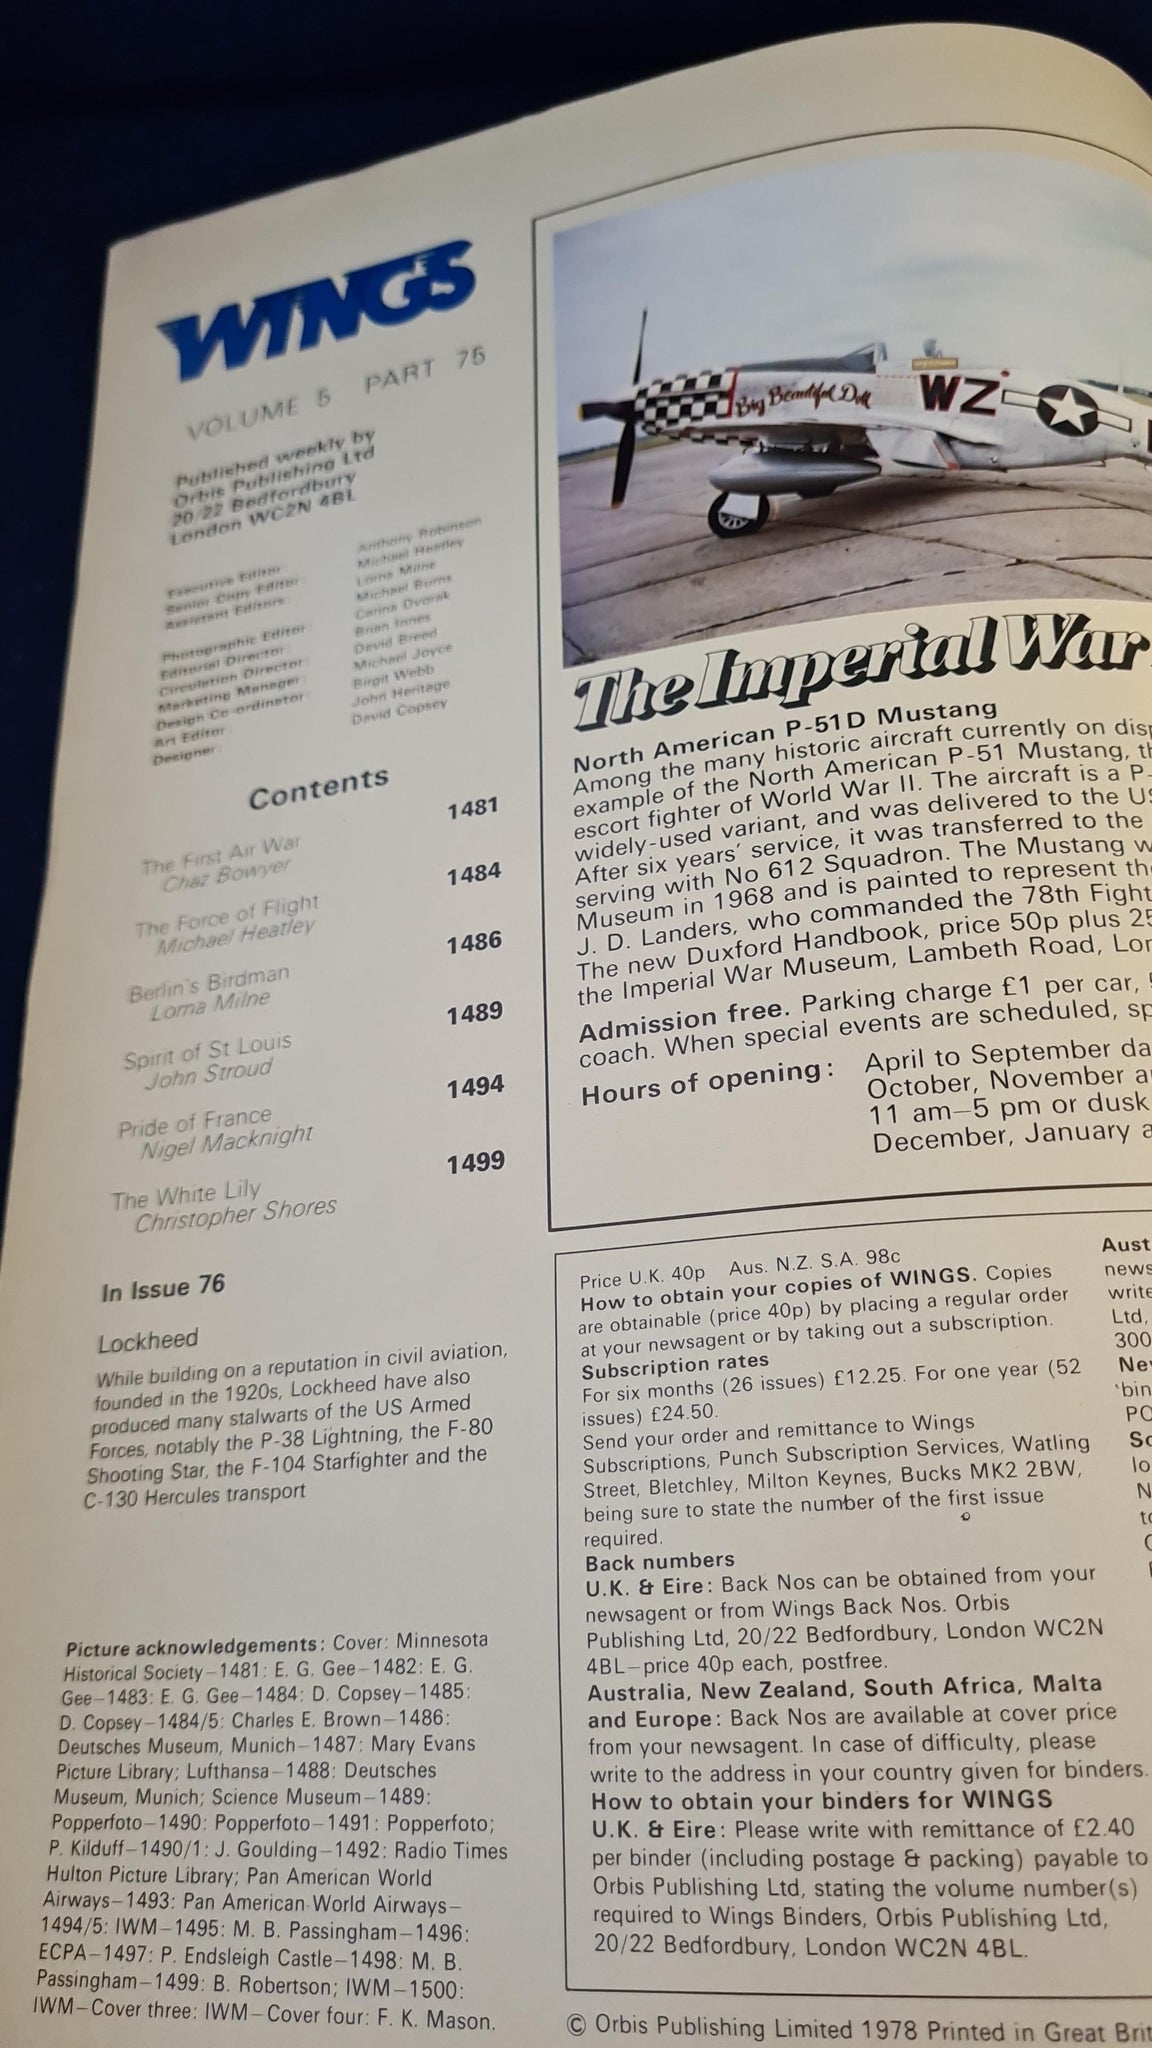 WINGS
VOLUME 5 PART 75
Published weekly by
Orbis Publishing Ltd
20/22 Bedfordbury
London WC2N 4BL
Executive Editor: Anthony Robinson
Senior Copy Editor: Michael Heatley
Assistant Editors: Lorna Milne
Michael Burns
Photographic Editor: Carina Dvorak
Editorial Director: Brian Innes
Circulation Director: David Breed
Marketing Manager: Michael Joyce
Design Co-ordinator: Birgit Webb
Art Editor: John Heritage
Designer: David Copsey
Contents
The First Air War 1481
Chaz Bowyer
The Force of Flight 1484
Michael Heatley
Berlin's Birdman 1486
Lorna Milne
Spirit of St Louis 1489
John Stroud
Pride of France 1494
Nigel Macknight
The White Lily 1499
Christopher Shores
In Issue 76
Lockheed
While building on a reputation in civil aviation,
founded in the 1920s, Lockheed have also
produced many stalwarts of the US Armed
Forces, notably the P-38 Lightning, the F-80
Shooting Star, the F-104 Starfighter and the
C-130 Hercules transport
Picture acknowledgements: Cover: Minnesota
Historical Society–1481: E. G. Gee–1482: E. G.
Gee–1483: E. G. Gee–1484: D. Copsey–1485:
D. Copsey–1484/5: Charles E. Brown–1486:
Deutsches Museum, Munich–1487: Mary Evans
Picture Library; Lufthansa–1488: Deutsches
Museum, Munich; Science Museum–1489:
Popperfoto–1490: Popperfoto–1491: Popperfoto;
P. Kilduff–1490/1: J. Goulding–1492: Radio Times
Hulton Picture Library; Pan American World
Airways–1493: Pan American World Airways–
1494/5: IWM–1495: M. B. Passingham–1496:
ECPA–1497: P. Endsleigh Castle–1498: M. B.
Passingham–1499: B. Robertson; IWM–1500:
IWM–Cover three: IWM–Cover four: F. K. Mason.
Big Beautiful Doll
WZ
The Imperial War
North American P-51D Mustang
Among the many historic aircraft currently on
example of the North American P-51 Mustang,
escort fighter of World War II. The aircraft is a P-
widely-used variant, and was delivered to the
After six years' service, it was transferred to the
serving with No 612 Squadron. The Mustang
Museum in 1968 and is painted to represent
J. D. Landers, who commanded the 78th
The new Duxford Handbook, price 50p plus
the Imperial War Museum, Lambeth Road,
Admission free. Parking charge £1 per car,
coach. When special events are scheduled,
Hours of opening: April to September
October, November
11 am–5 pm or dusk
December, January
Price U.K. 40p Aus. N.Z. S.A. 98c
How to obtain your copies of WINGS. Copies
are obtainable (price 40p) by placing a regular order
at your newsagent or by taking out a subscription.
Subscription rates
For six months (26 issues) £12.25. For one year (52
issues) £24.50.
Send your order and remittance to Wings
Subscriptions, Punch Subscription Services, Watling
Street, Bletchley, Milton Keynes, Bucks MK2 2BW,
being sure to state the number of the first issue
required.
Back numbers
U.K. & Eire: Back Nos can be obtained from your
newsagent or from Wings Back Nos. Orbis
Publishing Ltd, 20/22 Bedfordbury, London WC2N
4BL–price 40p each, postfree.
Australia, New Zealand, South Africa, Malta
and Europe: Back Nos are available at cover price
from your newsagent. In case of difficulty, please
write to the address in your country given for binders.
How to obtain your binders for WINGS
U.K. & Eire: Please write with remittance of £2.40
per binder (including postage & packing) payable to
Orbis Publishing Ltd, stating the volume number(s)
required to Wings Binders, Orbis Publishing Ltd,
20/22 Bedfordbury, London WC2N 4BL.
Aust
news
write
Ltd,
300
Ne
'bin
PO
So
lo
N
to
© Orbis Publishing Limited 1978 Printed in Great Brit